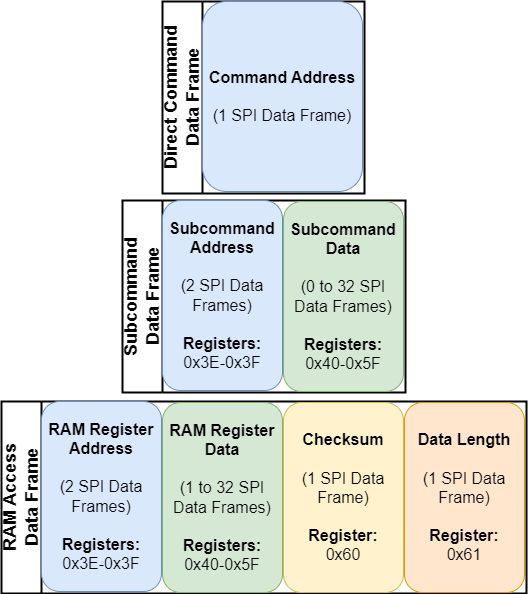 Direct Command
Data Frame
Command Address
(1 SPI Data Frame)
Subcommand
Data Frame
Subcommand
Address
(2 SPI Data
Frames)
Registers:
0x3E-0x3F
Subcommand
Data
(0 to 32 SPI
Data Frames)
Registers:
0x40-0x5F
RAM Access
Data Frame
RAM Register
Address
(2 SPI Data
Frames)
Registers:
0x3E-0x3F
RAM Register
Data
(1 to 32 SPI
Data Frames)
Registers:
0x40-0x5F
Checksum
(1 SPI Data
Frame)
Register:
0x60
Data Length
(1 SPI Data
Frame)
Register:
0x61